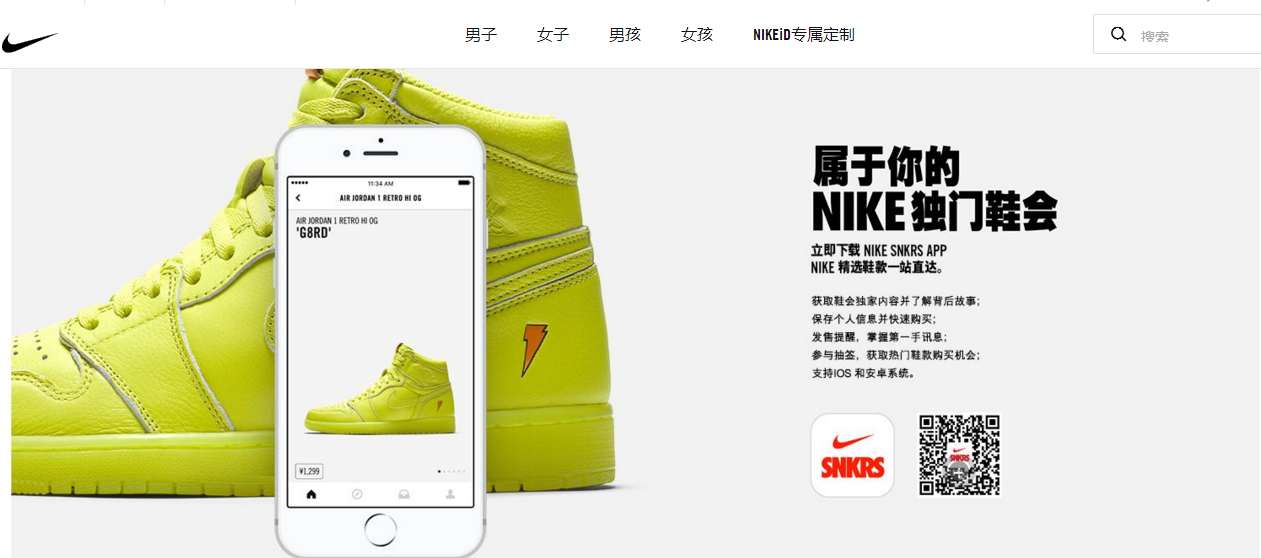 男子 女子 男孩 女孩 NIKEiD专属定制 搜索
属于你的
NIKE 独门鞋会
立即下载 NIKE SNKRS APP
NIKE 精选鞋款一站直达。
获取鞋会独家内容并了解背后故事；
保存个人信息并快速购买；
发售提醒，掌握第一手讯息；
参与抽签，获取热门鞋款购买机会；
支持IOS 和安卓系统。
SNKRS
SNKRS
11:34 AM
AIR JORDAN 1 RETRO HI OG
AIR JORDAN 1 RETRO HI OG
'G8RD'
¥1,299